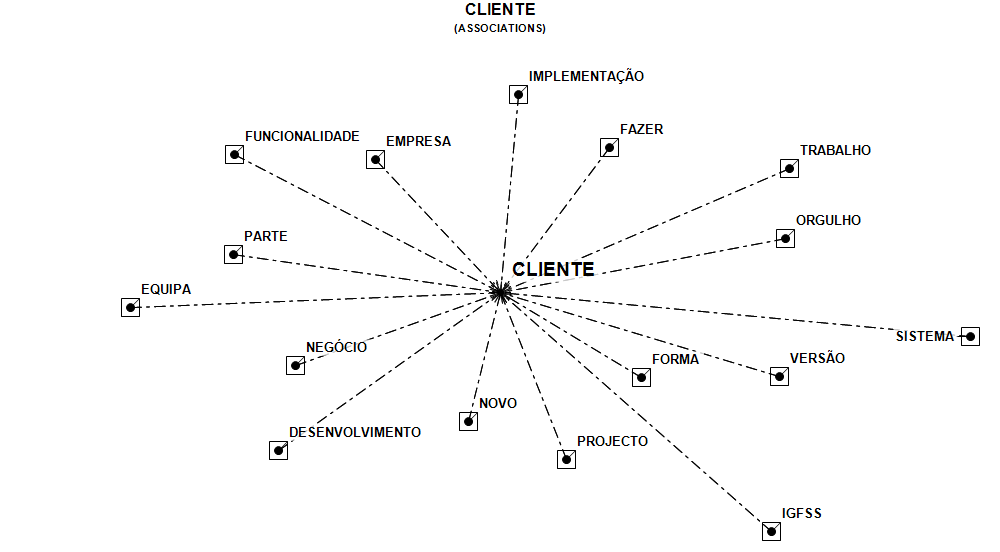 CLIENTE
(ASSOCIATIONS)
IMPLEMENTAÇÃO
FAZER
FUNCIONALIDADE
EMPRESA
TRABALHO
ORGULHO
PARTE
CLIENTE
EQUIPA
SISTEMA
NEGÓCIO
FORMA
VERSÃO
NOVO
DESENVOLVIMENTO
PROJECTO
IGFSS